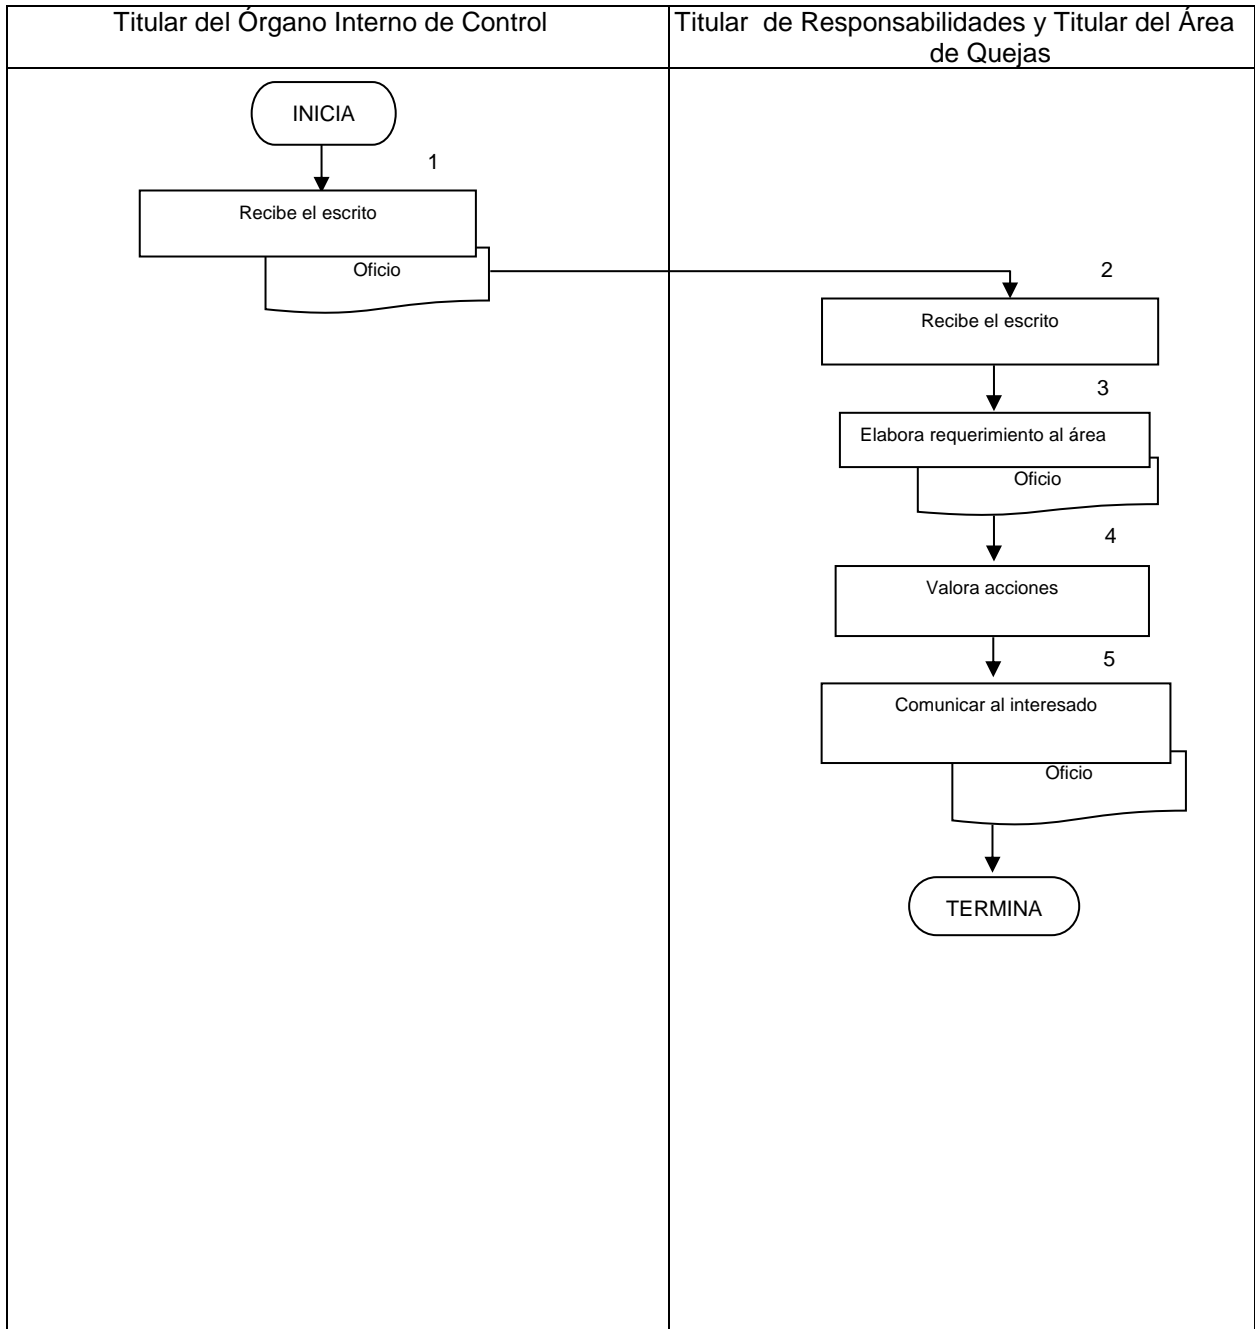 Titular del Órgano Interno de Control
Titular de Responsabilidades y Titular del Área
de Quejas
INICIA
1
Recibe el escrito
Oficio
2
Recibe el escrito
3
Elabora requerimiento al área
Oficio
4
Valora acciones
5
Comunicar al interesado
Oficio
TERMINA